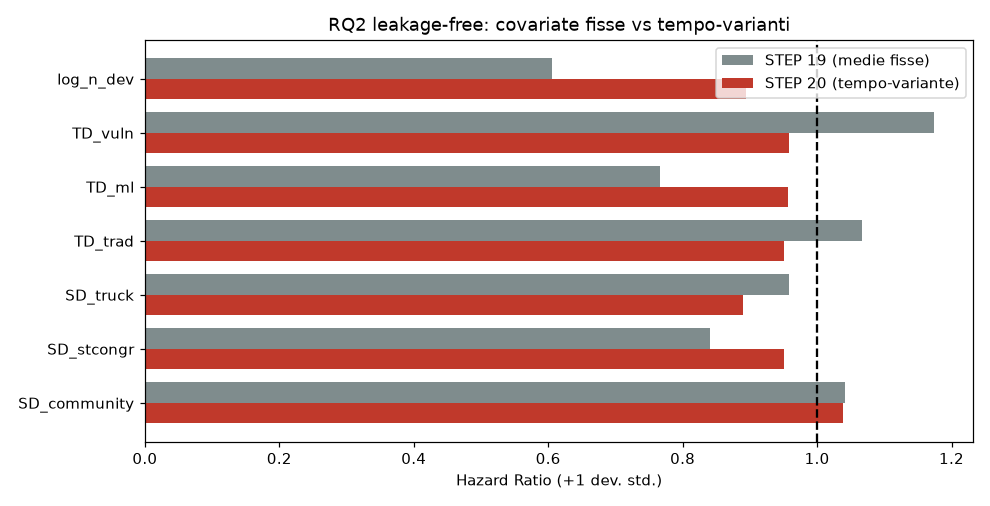 RQ2 leakage-free: covariate fisse vs tempo-varianti
STEP 19 (medie fisse)
STEP 20 (tempo-variante)
log_n_dev
TD_vuln
TD_ml
TD_trad
SD_truck
SD_stcongr
SD_community
0.0 0.2 0.4 0.6 0.8 1.0 1.2
Hazard Ratio (+1 dev. std.)